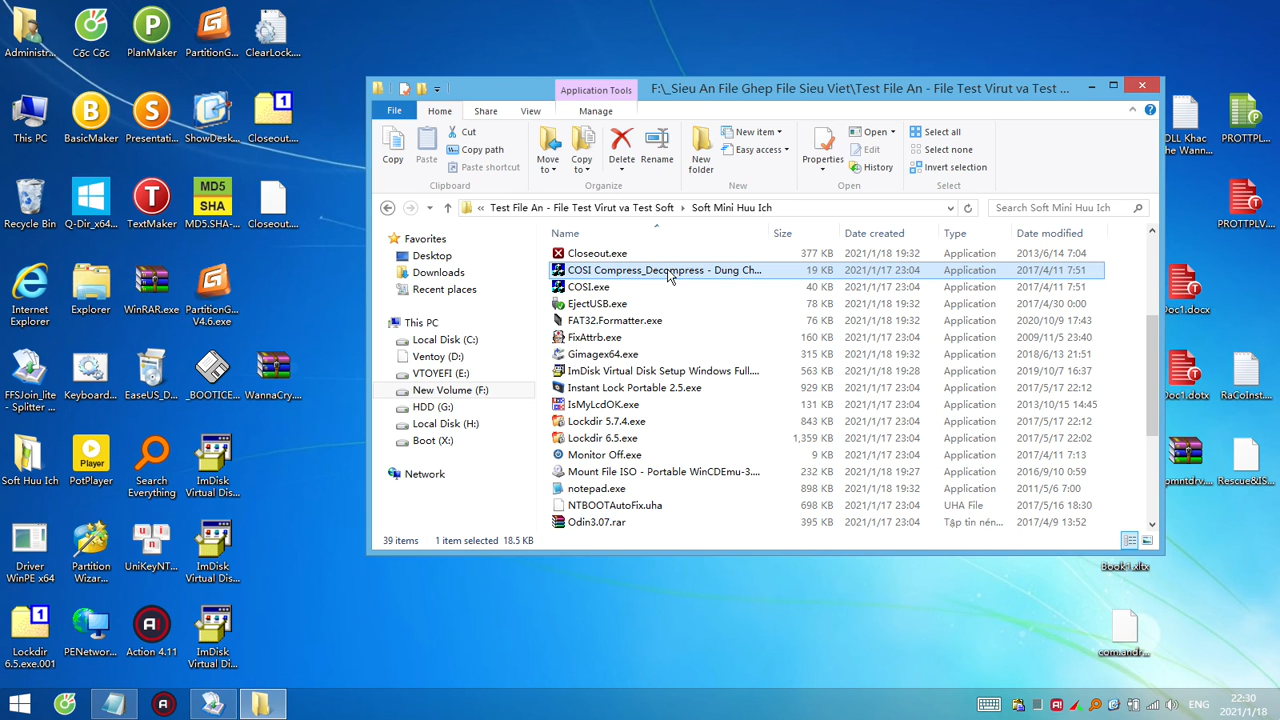 Administr...
Cốc Cốc
PlanMaker
PartitionG...
ClearLock....
This PC
BasicMaker
Presentatio...
ShowDesk...
Closeout....
Recycle Bin
Q-Dir_x64...
TextMaker
MD5.SHA-...
Closeout....
Internet Explorer
Explorer
WinRAR.exe
PartitionG... V4.6.exe
FFSJoin_lite - Splitter ...
Keyboard...
EaseUS_D...
_BOOTICE...
WannaCry...
Soft Huu Ich
PotPlayer
Search Everything
ImDisk Virtual Dis...
Driver WinPE x64
Partition Wizar...
UniKeyNT...
ImDisk Virtual Dis...
Lockdir 6.5.exe.001
PENetwor...
Action 4.11
ImDisk Virtual Di...
MD5
SHA
Player
Application Tools
F:\_Sieu An File Ghep File Sieu Viet\Test File An - File Test Virut va Test ...
File
Home
Share
View
Manage
Copy
Paste
Cut
Copy path
Paste shortcut
Clipboard
Move to
Copy to
Delete
Rename
Organize
New folder
New item
Easy access
New
Properties
Open
Edit
History
Open
Select all
Select none
Invert selection
Select
« Test File An - File Test Virut va Test Soft
Soft Mini Huu Ich
Search Soft Mini Huu Ich
Favorites
Desktop
Downloads
Recent places
This PC
Local Disk (C:)
Ventoy (D:)
VTOYEFI (E:)
New Volume (F:)
HDD (G:)
Local Disk (H:)
Boot (X:)
Network
Name Size Date created Type Date modified
Closeout.exe 377 KB 2021/1/18 19:32 Application 2013/6/14 7:04
COSI Compress_Decompress - Dung Ch... 19 KB 2021/1/17 23:04 Application 2017/4/11 7:51
COSI.exe 40 KB 2021/1/17 23:04 Application 2017/4/11 7:51
EjectUSB.exe 78 KB 2021/1/18 19:32 Application 2017/4/30 0:00
FAT32.Formatter.exe 76 KB 2021/1/18 19:32 Application 2020/10/9 17:43
FixAttrb.exe 160 KB 2021/1/17 23:04 Application 2009/11/5 23:40
Gimagex64.exe 315 KB 2021/1/18 19:32 Application 2018/6/13 21:51
ImDisk Virtual Disk Setup Windows Full.... 563 KB 2021/1/18 19:32 Application 2019/10/7 16:37
Instant Lock Portable 2.5.exe 929 KB 2021/1/17 23:04 Application 2017/5/17 22:12
IsMyLcdOK.exe 131 KB 2021/1/17 23:04 Application 2013/10/15 14:45
Lockdir 5.7.4.exe 843 KB 2021/1/17 23:04 Application 2017/5/17 22:12
Lockdir 6.5.exe 1,359 KB 2021/1/17 23:04 Application 2017/5/17 22:02
Monitor Off.exe 9 KB 2021/1/17 23:04 Application 2017/4/11 7:51
Mount File ISO - Portable WinCDEmu-3.... 232 KB 2021/1/18 19:27 Application 2016/9/10 0:59
notepad.exe 898 KB 2021/1/18 19:32 Application 2011/5/6 7:00
NTBOOTAutoFix.uha 698 KB 2021/1/17 23:04 UHA File 2017/5/16 18:30
Odin3.07.rar 395 KB 2021/1/17 23:04 Tập tin nén... 2017/4/9 13:52
39 items 1 item selected 18.5 KB
Khac the Wann...
PROTTP...
PROTTPLV...
Doc1.docx
Doc1.dotx
RaCoInst...
Rescue&IS...
Book1.xltx
com.andr...
22:30
2021/1/18